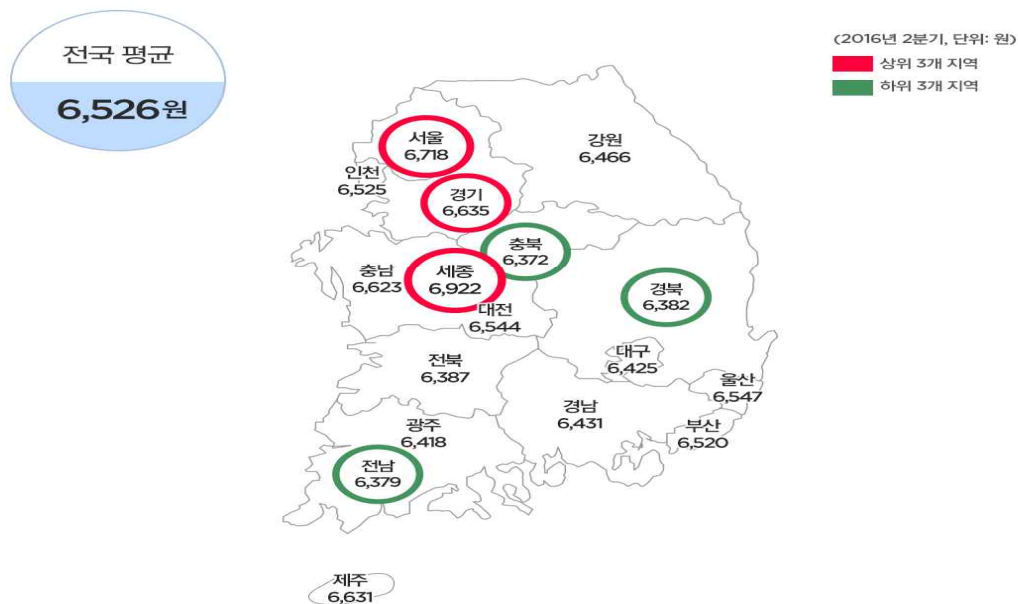 전국 평균
6,526원
(2016년 2분기, 단위: 원)
상위 3개 지역
하위 3개 지역
서울
6,718
강원
6,466
인천
6,525
경기
6,635
충북
6,372
충남
6,623
세종
6,922
경북
6,382
대전
6,544
대구
6,425
전북
6,387
울산
6,547
경남
6,431
부산
6,520
광주
6,418
전남
6,379
제주
6,631